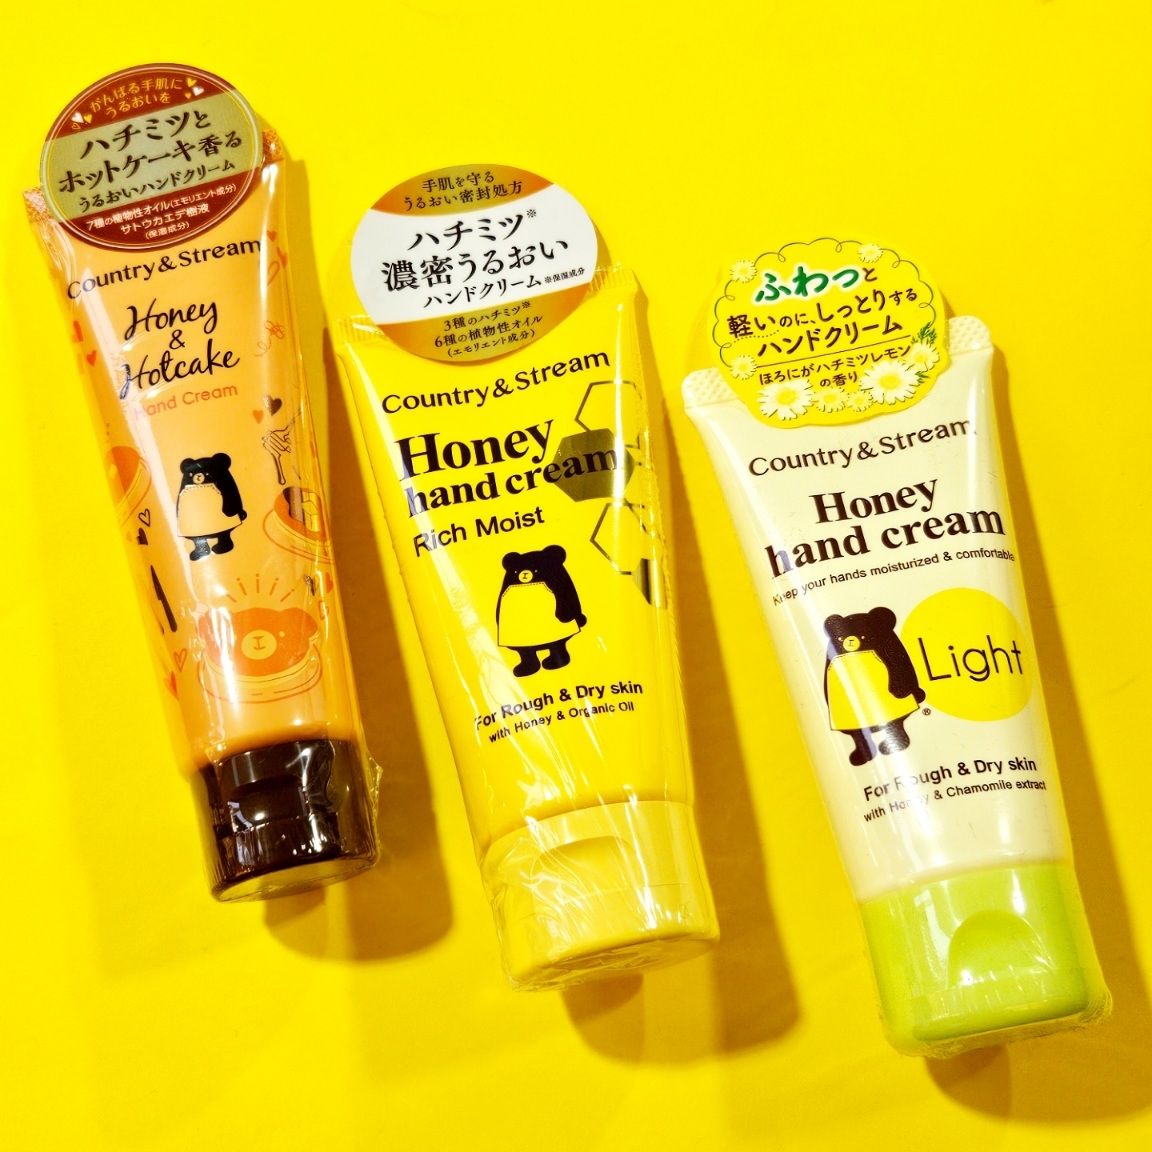 がんばる手肌に
うるおいを
ハチミツと
ホットケーキ香る
うるおいハンドクリーム
7種の植物性オイル(エモリエント成分)
サトウカエデ樹液
(保湿成分)
Country & Stream
Honey
&
Hotcake
Hand Cream
手肌を守る
うるおい密封処方
ハチミツ※
濃密うるおい
ハンドクリーム ※保湿成分
3種のハチミツ※
6種の植物性オイル
(エモリエント成分)
Country & Stream
Honey
hand cream
Rich Moist
For Rough & Dry skin
with Honey & Organic Oil
ふわっと
軽いのに、しっとりする
ハンドクリーム
ほろにがハチミツレモン
の香り
Country & Stream
Honey
hand cream
Keep your hands moisturized & comfortable
Light
®
For Rough & Dry skin
with Honey & Chamomile extract